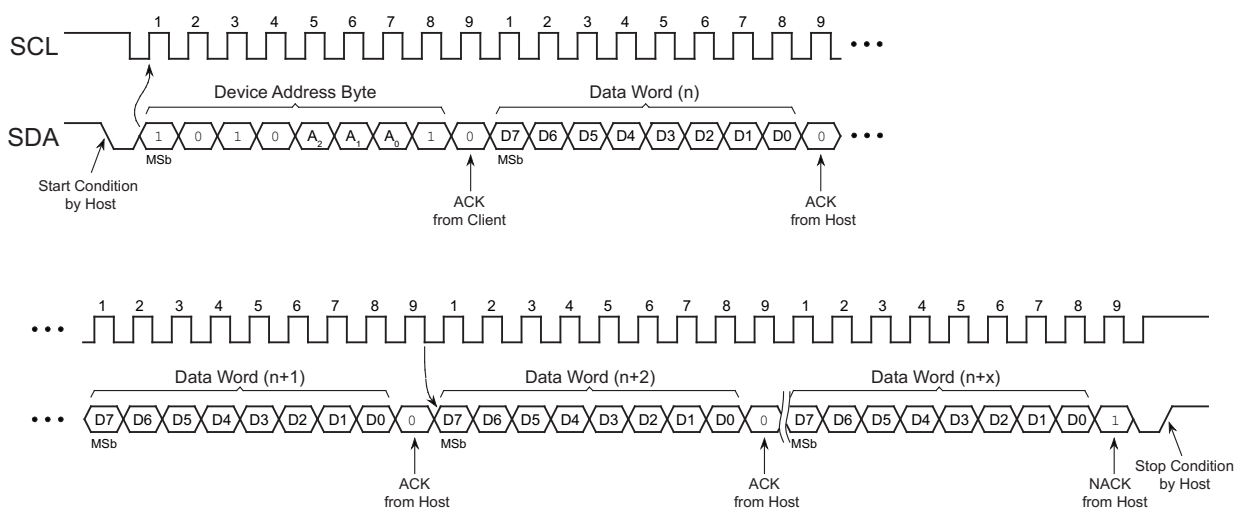 1 2 3 4 5 6 7 8 9 1 2 3 4 5 6 7 8 9
SCL •••
Device Address Byte Data Word (n)
SDA 1 0 1 0 A2 A1 A0 1 0 D7 D6 D5 D4 D3 D2 D1 D0 0 •••
MSb MSb
Start Condition
by Host
ACK
from Client
ACK
from Host
1 2 3 4 5 6 7 8 9 1 2 3 4 5 6 7 8 9 1 2 3 4 5 6 7 8 9
•••
Data Word (n+1) Data Word (n+2) Data Word (n+x)
••• D7 D6 D5 D4 D3 D2 D1 D0 0 D7 D6 D5 D4 D3 D2 D1 D0 0 D7 D6 D5 D4 D3 D2 D1 D0 1
MSb MSb MSb
ACK
from Host
ACK
from Host
NACK
from Host
Stop Condition
by Host